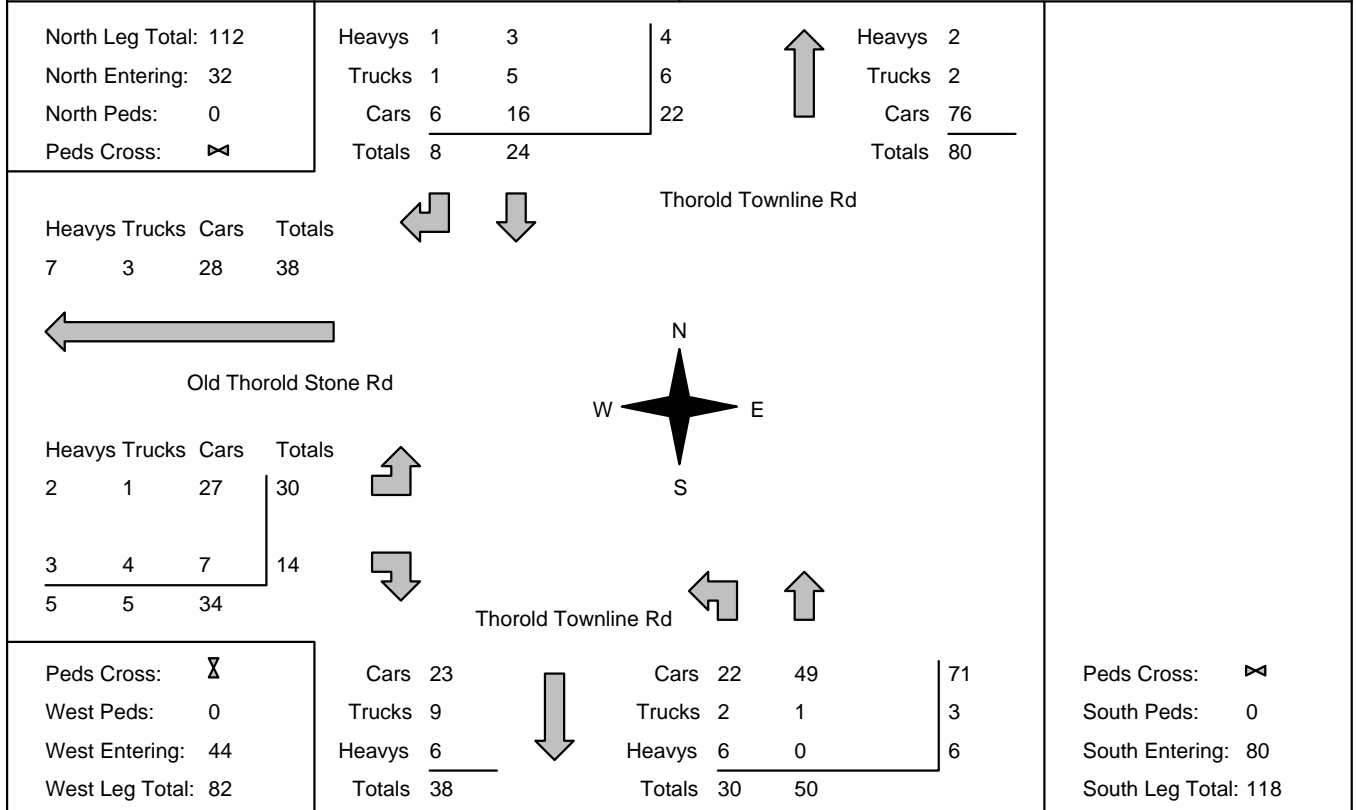 North Leg Total: 112
North Entering: 32
North Peds: 0
Peds Cross:
Heavys 1 3 4
Trucks 1 5 6
Cars 6 16 22
Totals 8 24
Heavys 2
Trucks 2
Cars 76
Totals 80
Thorold Townline Rd
Heavys Trucks Cars Totals
7 3 28 38
Old Thorold Stone Rd
N
W E
S
Heavys Trucks Cars Totals
2 1 27 30
3 4 7 14
5 5 34
Thorold Townline Rd
Peds Cross:
West Peds: 0
West Entering: 44
West Leg Total: 82
Cars 23
Trucks 9
Heavys 6
Totals 38
Cars 22 49 71
Trucks 2 1 3
Heavys 6 0 6
Totals 30 50
Peds Cross:
South Peds: 0
South Entering: 80
South Leg Total: 118